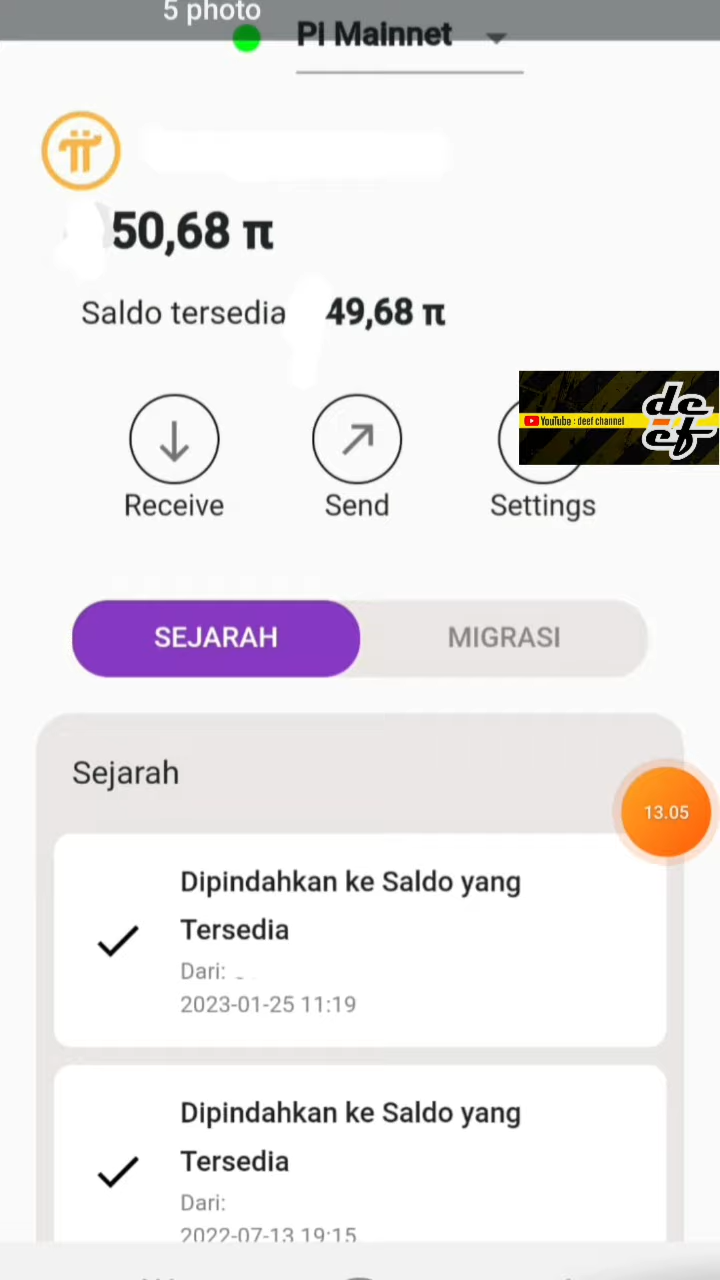 5 photo
Pi Mainnet
50,68 π
Saldo tersedia 49,68 π
YouTube : deef channel
deef
Receive
Send
Settings
SEJARAH
MIGRASI
Sejarah
13.05
Dipindahkan ke Saldo yang
Tersedia
Dari:
2023-01-25 11:19
Dipindahkan ke Saldo yang
Tersedia
Dari:
2022-07-13 19:15